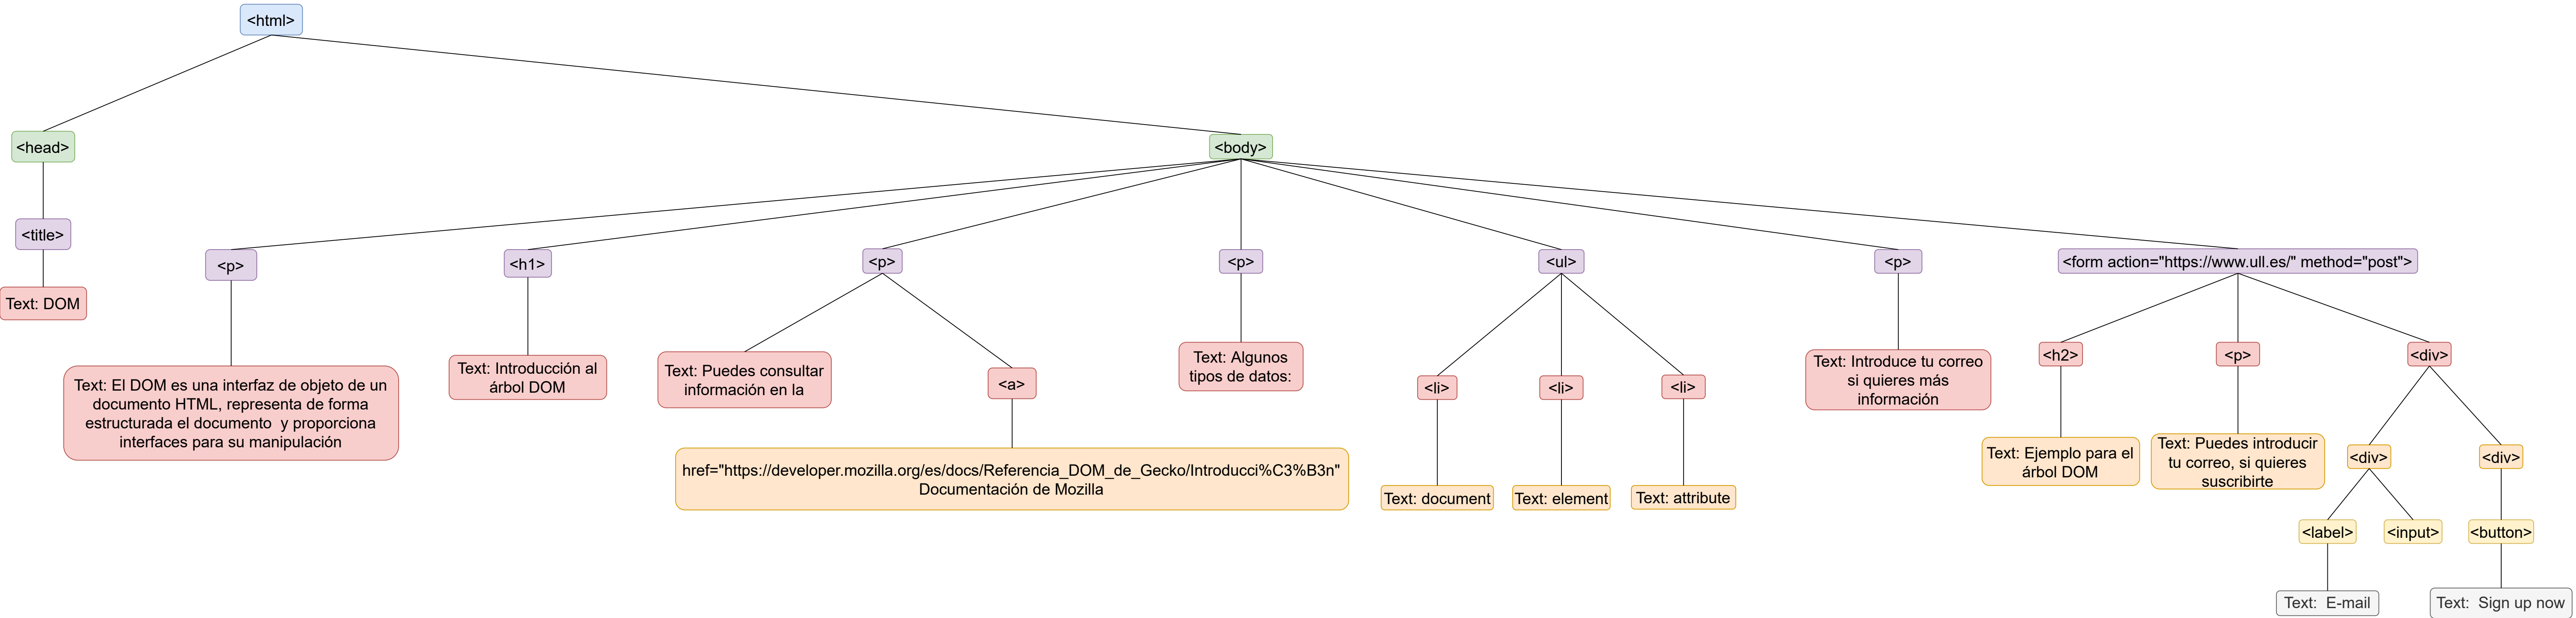 <html>
<head>
<body>
<title>
<p>
<h1>
<p>
<p>
<ul>
<p>
<form action="https://www.ull.es/" method="post">
Text: DOM
Text: El DOM es una interfaz de objeto de un
documento HTML, representa de forma
estructurada el documento  y proporciona
interfaces para su manipulación
Text: Introducción al
árbol DOM
Text: Puedes consultar
información en la
<a>
Text: Algunos
tipos de datos:
<li>
<li>
<li>
Text: Introduce tu correo
si quieres más
información
<h2>
<p>
<div>
href="https://developer.mozilla.org/es/docs/Referencia_DOM_de_Gecko/Introducci%C3%B3n"
Documentación de Mozilla
Text: document
Text: element
Text: attribute
Text: Ejemplo para el
árbol DOM
Text: Puedes introducir
tu correo, si quieres
suscribirte
<div>
<div>
<label>
<input>
<button>
Text:  E-mail
Text:  Sign up now